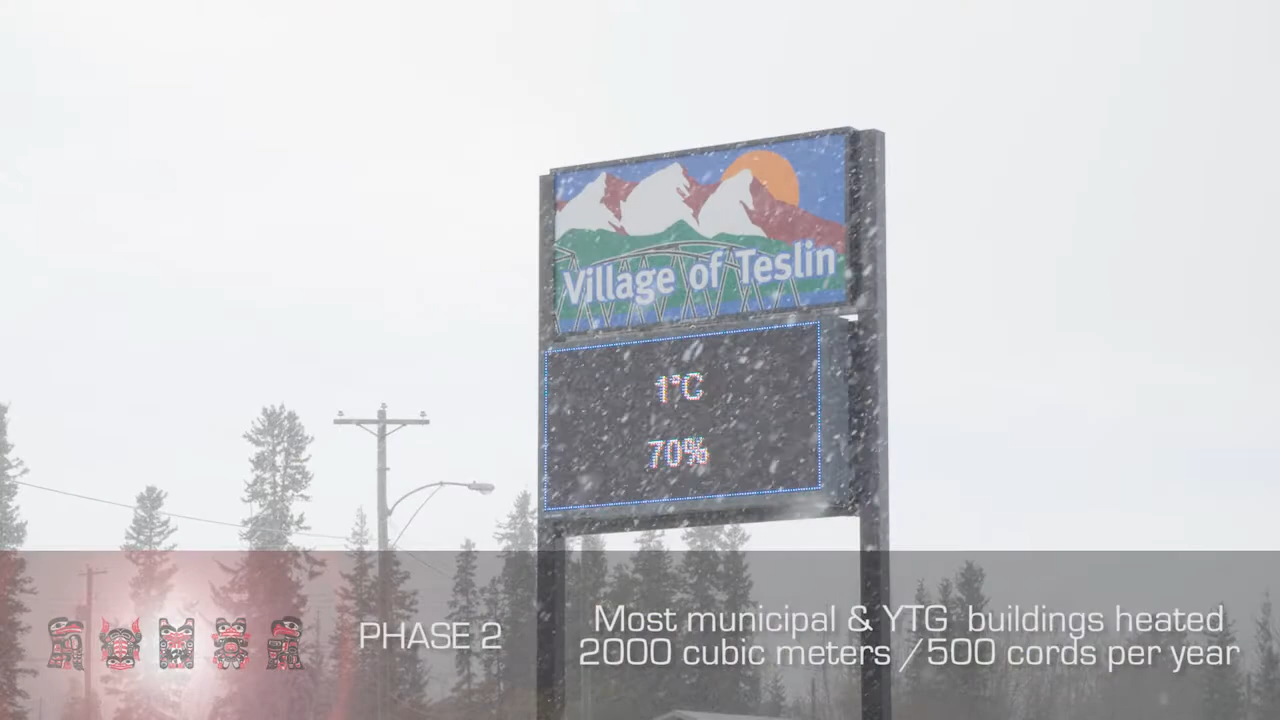 Village of Teslin
1°C
70%
PHASE 2
Most municipal & YTG buildings heated
2000 cubic meters /500 cords per year